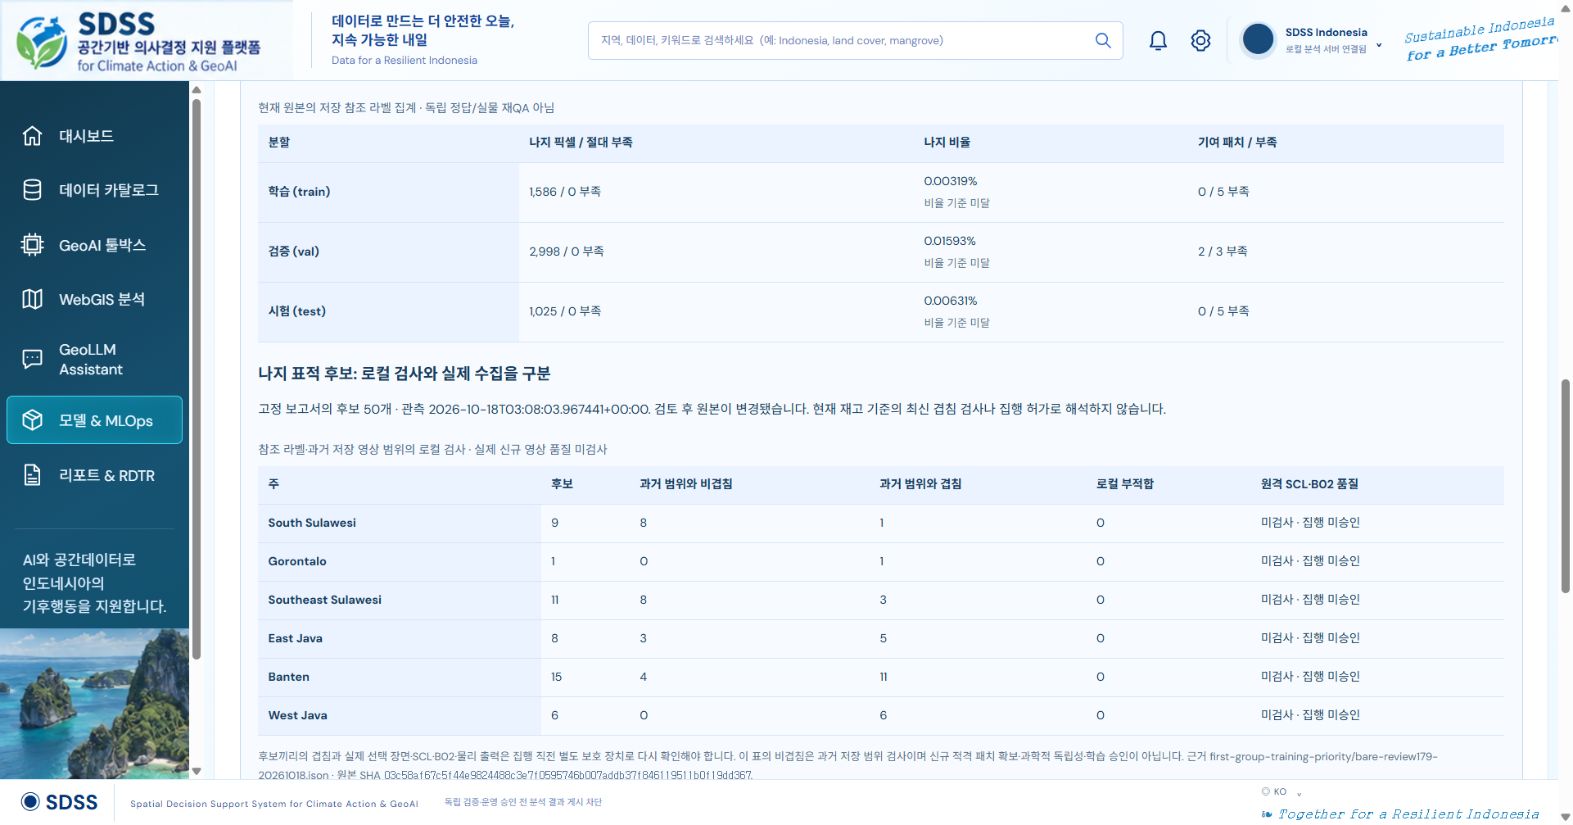 SDSS
공간기반 의사결정 지원 플랫폼
for Climate Action & GeoAI
데이터로 만드는 더 안전한 오늘,
지속 가능한 내일
Data for a Resilient Indonesia
지역, 데이터, 키워드로 검색하세요 (예: Indonesia, land cover, mangrove)
SDSS Indonesia
로컬 분석 서버 연결됨
Sustainable Indonesia
for a Better Tomorr
대시보드
데이터 카탈로그
GeoAI 툴박스
WebGIS 분석
GeoLLM
Assistant
모델 & MLOps
리포트 & RDTR
AI와 공간데이터로
인도네시아의
기후행동을 지원합니다.
현재 원본의 저장 참조 라벨 집계 · 독립 정답/실물 재QA 아님
분할 나지 픽셀 / 절대 부족 나지 비율 기여 패치 / 부족
학습 (train) 1,586 / 0 부족 0.00319% 0 / 5 부족
비율 기준 미달
검증 (val) 2,998 / 0 부족 0.01593% 2 / 3 부족
비율 기준 미달
시험 (test) 1,025 / 0 부족 0.00631% 0 / 5 부족
비율 기준 미달
나지 표적 후보: 로컬 검사와 실제 수집을 구분
고정 보고서의 후보 50개 · 관측 2026-10-18T03:08:03.967441+00:00. 검토 후 원본이 변경됐습니다. 현재 재고 기준의 최신 겹침 검사나 집행 허가로 해석하지 않습니다.
참조 라벨·과거 저장 영상 범위의 로컬 검사 · 실제 신규 영상 품질 미검사
주 후보 과거 범위와 비겹침 과거 범위와 겹침 로컬 부적합 원격 SCL·B02 품질
South Sulawesi 9 8 1 0 미검사 · 집행 미승인
Gorontalo 1 0 1 0 미검사 · 집행 미승인
Southeast Sulawesi 11 8 3 0 미검사 · 집행 미승인
East Java 8 3 5 0 미검사 · 집행 미승인
Banten 15 4 11 0 미검사 · 집행 미승인
West Java 6 0 6 0 미검사 · 집행 미승인
후보끼리의 겹침과 실제 선택 장면·SCL·B02·물리 출력은 집행 직전 별도 보호 장치로 다시 확인해야 합니다. 이 표의 비겹침은 과거 저장 범위 검사이며 신규 적격 패치 확보·과학적 독립성·학습 승인이 아닙니다. 근거 first-group-training-priority/bare-review179-
20261018.json · 원본 SHA
SDSS
Spatial Decision Support System for Climate Action & GeoAI
독립 검증·운영 승인 전 분석 결과 게시 차단
KO
Together for a Resilient Indonesia